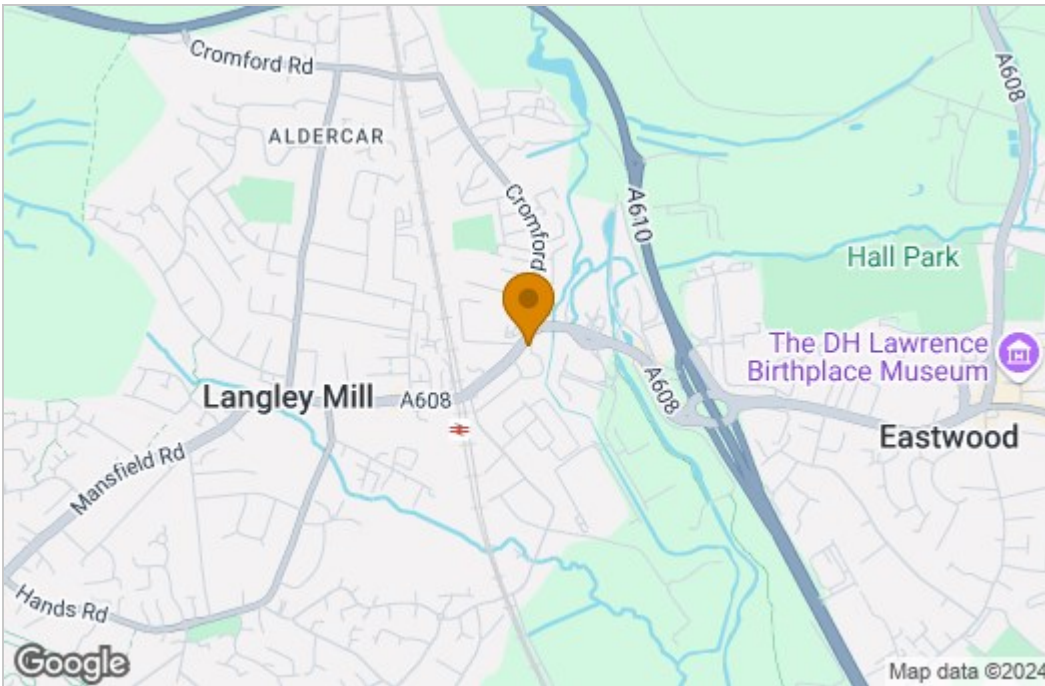 Cromford Rd
A608
ALDERCAR
Cromford
A610
Hall Park
The DH Lawrence
Birthplace Museum
Langley Mill
A608
A608
Eastwood
Mansfield Rd
Hands Rd
Google
Map data ©2024